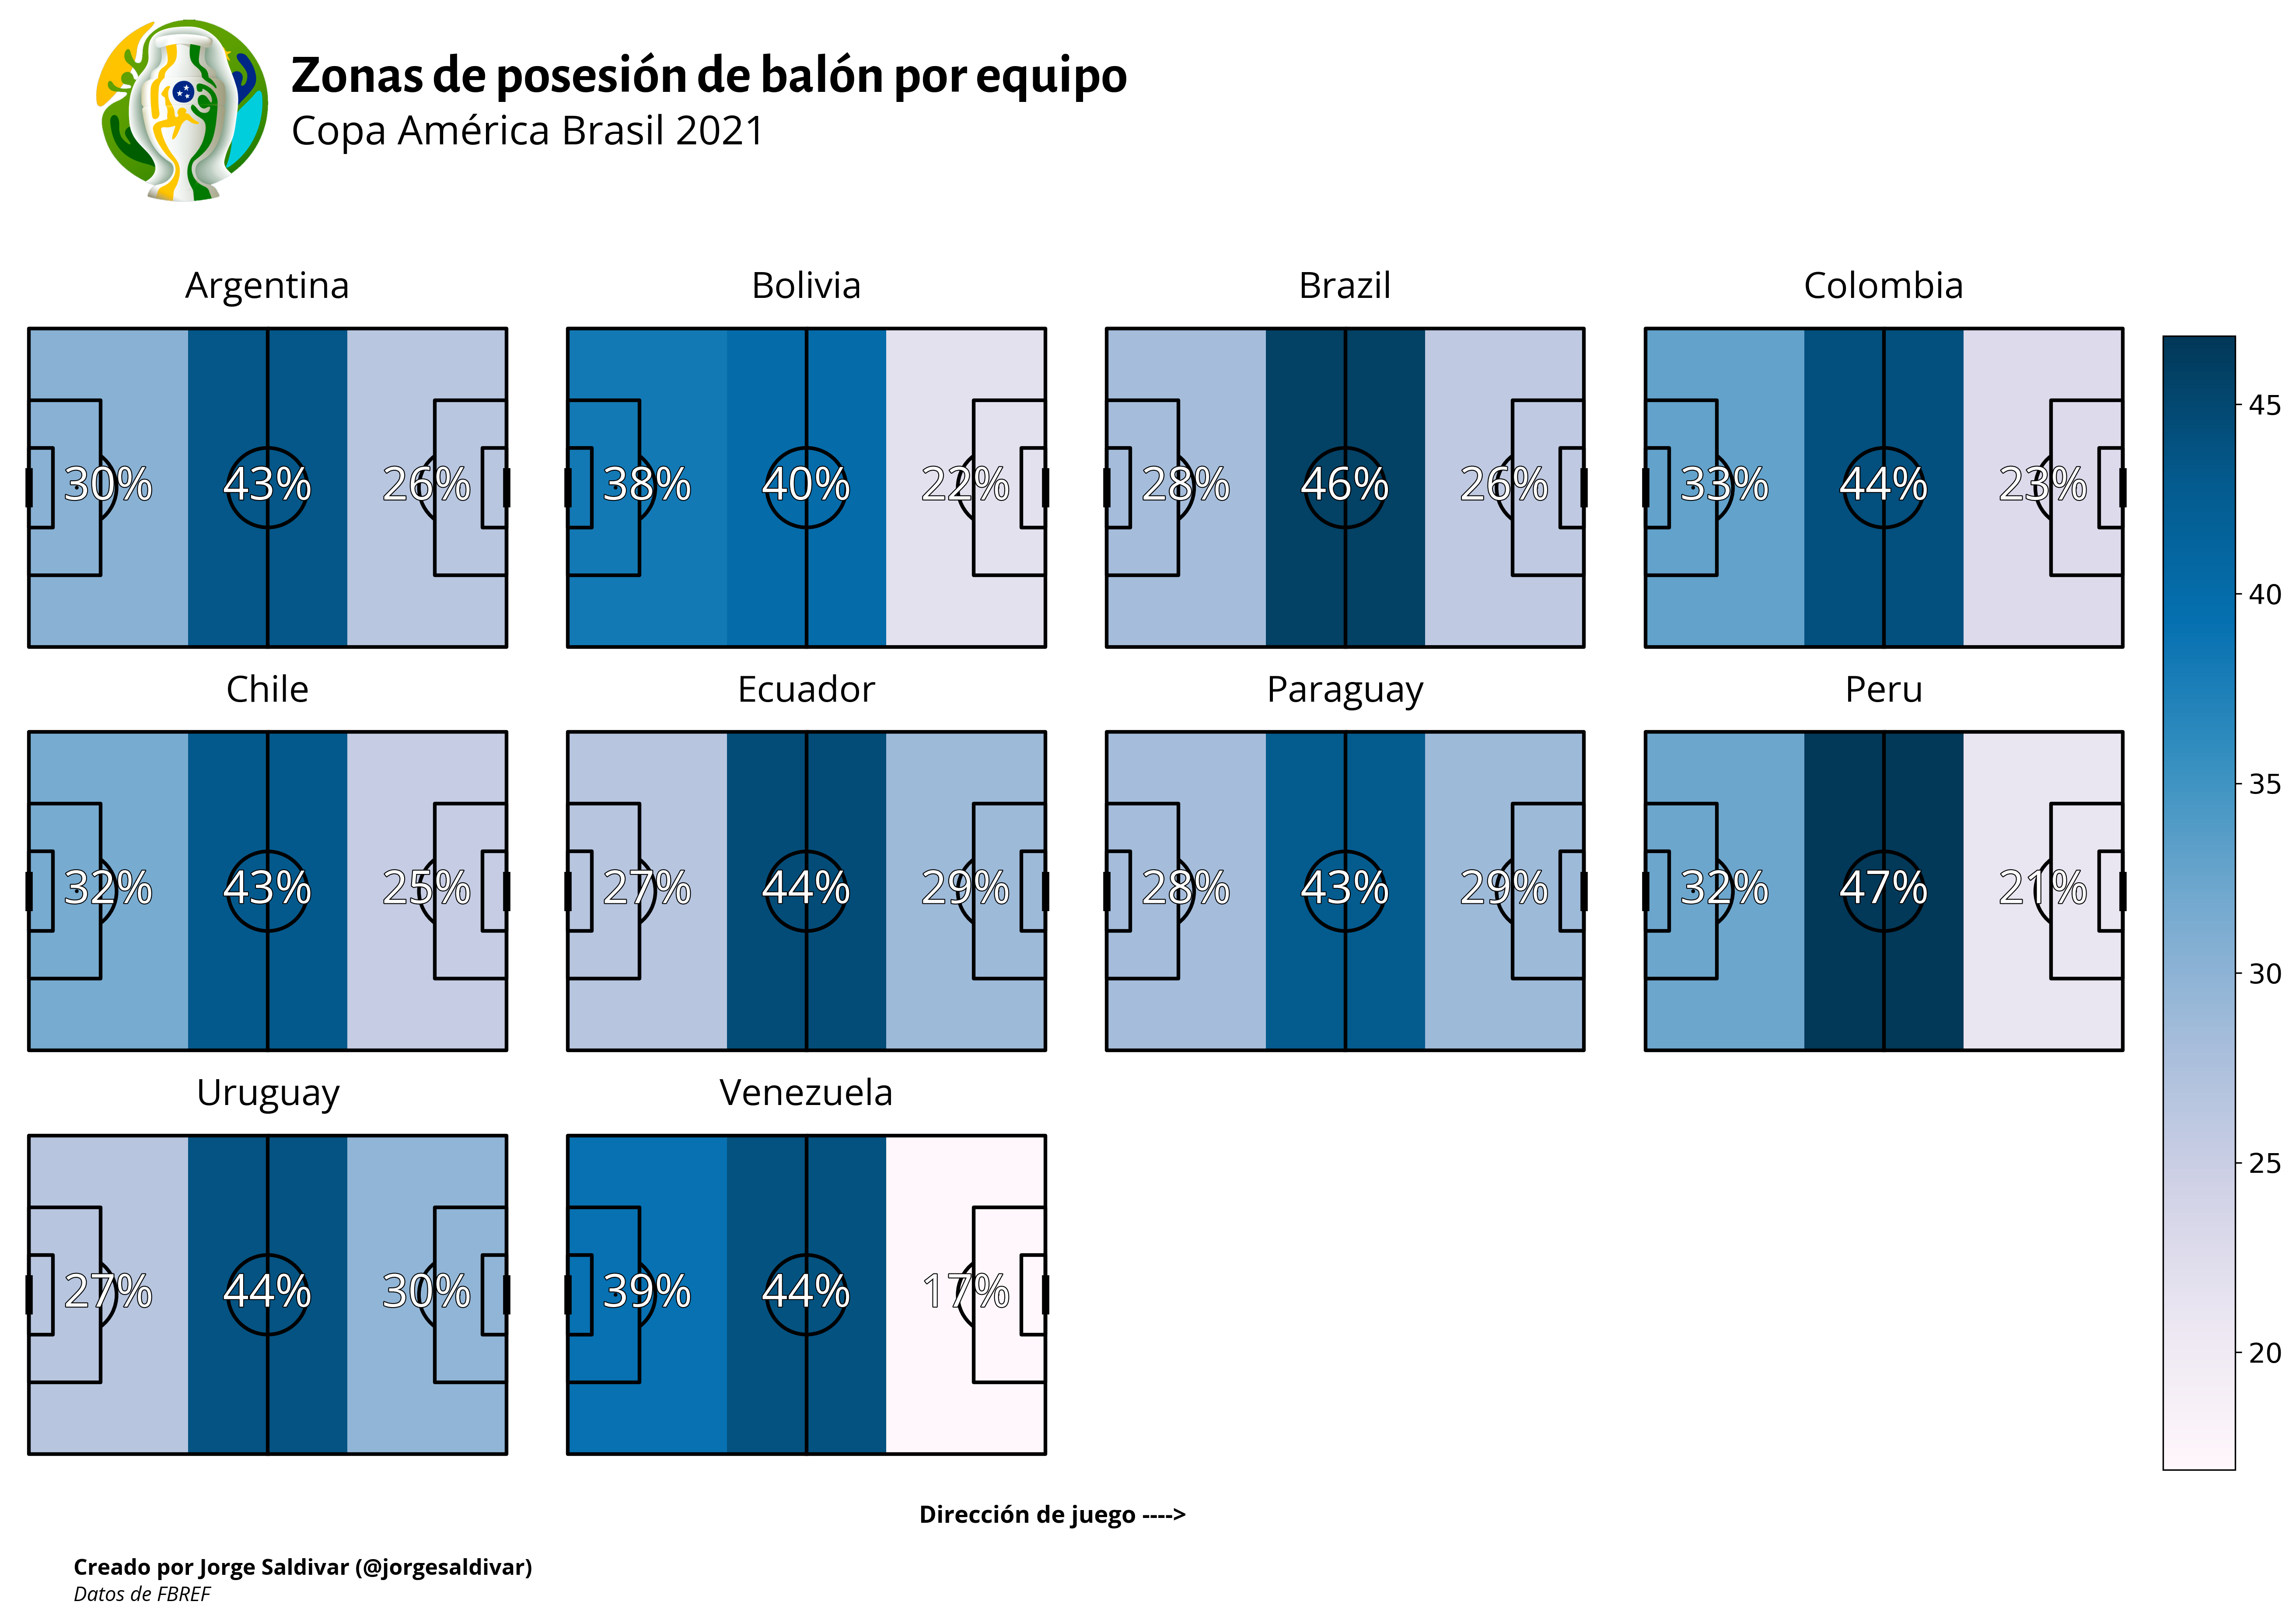 Zonas de posesión de balón por equipo
Copa América Brasil 2021
Argentina
30% 43% 26%
Bolivia
38% 40% 22%
Brazil
28% 46% 26%
Colombia
33% 44% 23%
Chile
32% 43% 25%
Ecuador
27% 44% 29%
Paraguay
28% 43% 29%
Peru
32% 47% 21%
Uruguay
27% 44% 30%
Venezuela
39% 44% 17%
45
40
35
30
25
20
Dirección de juego ---->
Creado por Jorge Saldivar (@jorgesaldivar)
Datos de FBREF